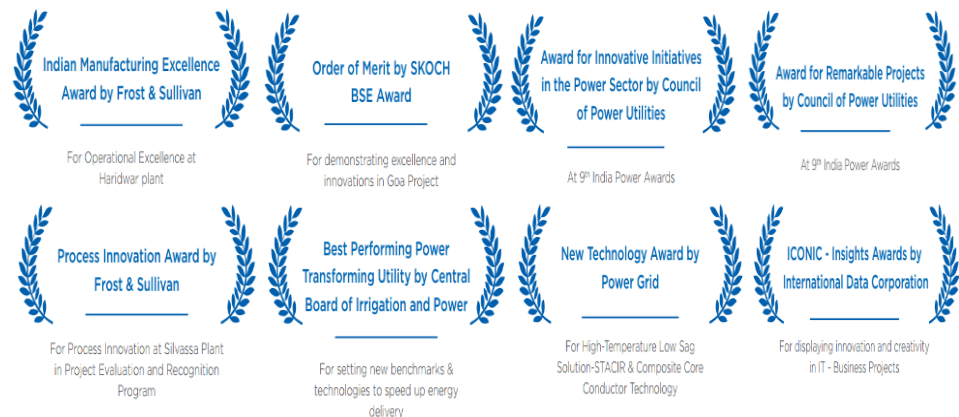 Indian Manufacturing Excellence
Award by Frost & Sullivan
For Operational Excellence at
Haridwar plant
Order of Merit by SKOCH
BSE Award
For demonstrating excellence and
innovations in Goa Project
Award for Innovative Initiatives
in the Power Sector by Council
of Power Utilities
At 9th India Power Awards
Award for Remarkable Projects
by Council of Power Utilities
At 9th India Power Awards
Process Innovation Award by
Frost & Sullivan
For Process Innovation at Silvassa Plant
in Project Evaluation and Recognition
Program
Best Performing Power
Transforming Utility by Central
Board of Irrigation and Power
For setting new benchmarks &
technologies to speed up energy
delivery
New Technology Award by
Power Grid
For High-Temperature Low Sag
Solution-STACIR & Composite Core
Conductor Technology
ICONIC - Insights Awards by
International Data Corporation
For displaying innovation and creativity
in IT - Business Projects